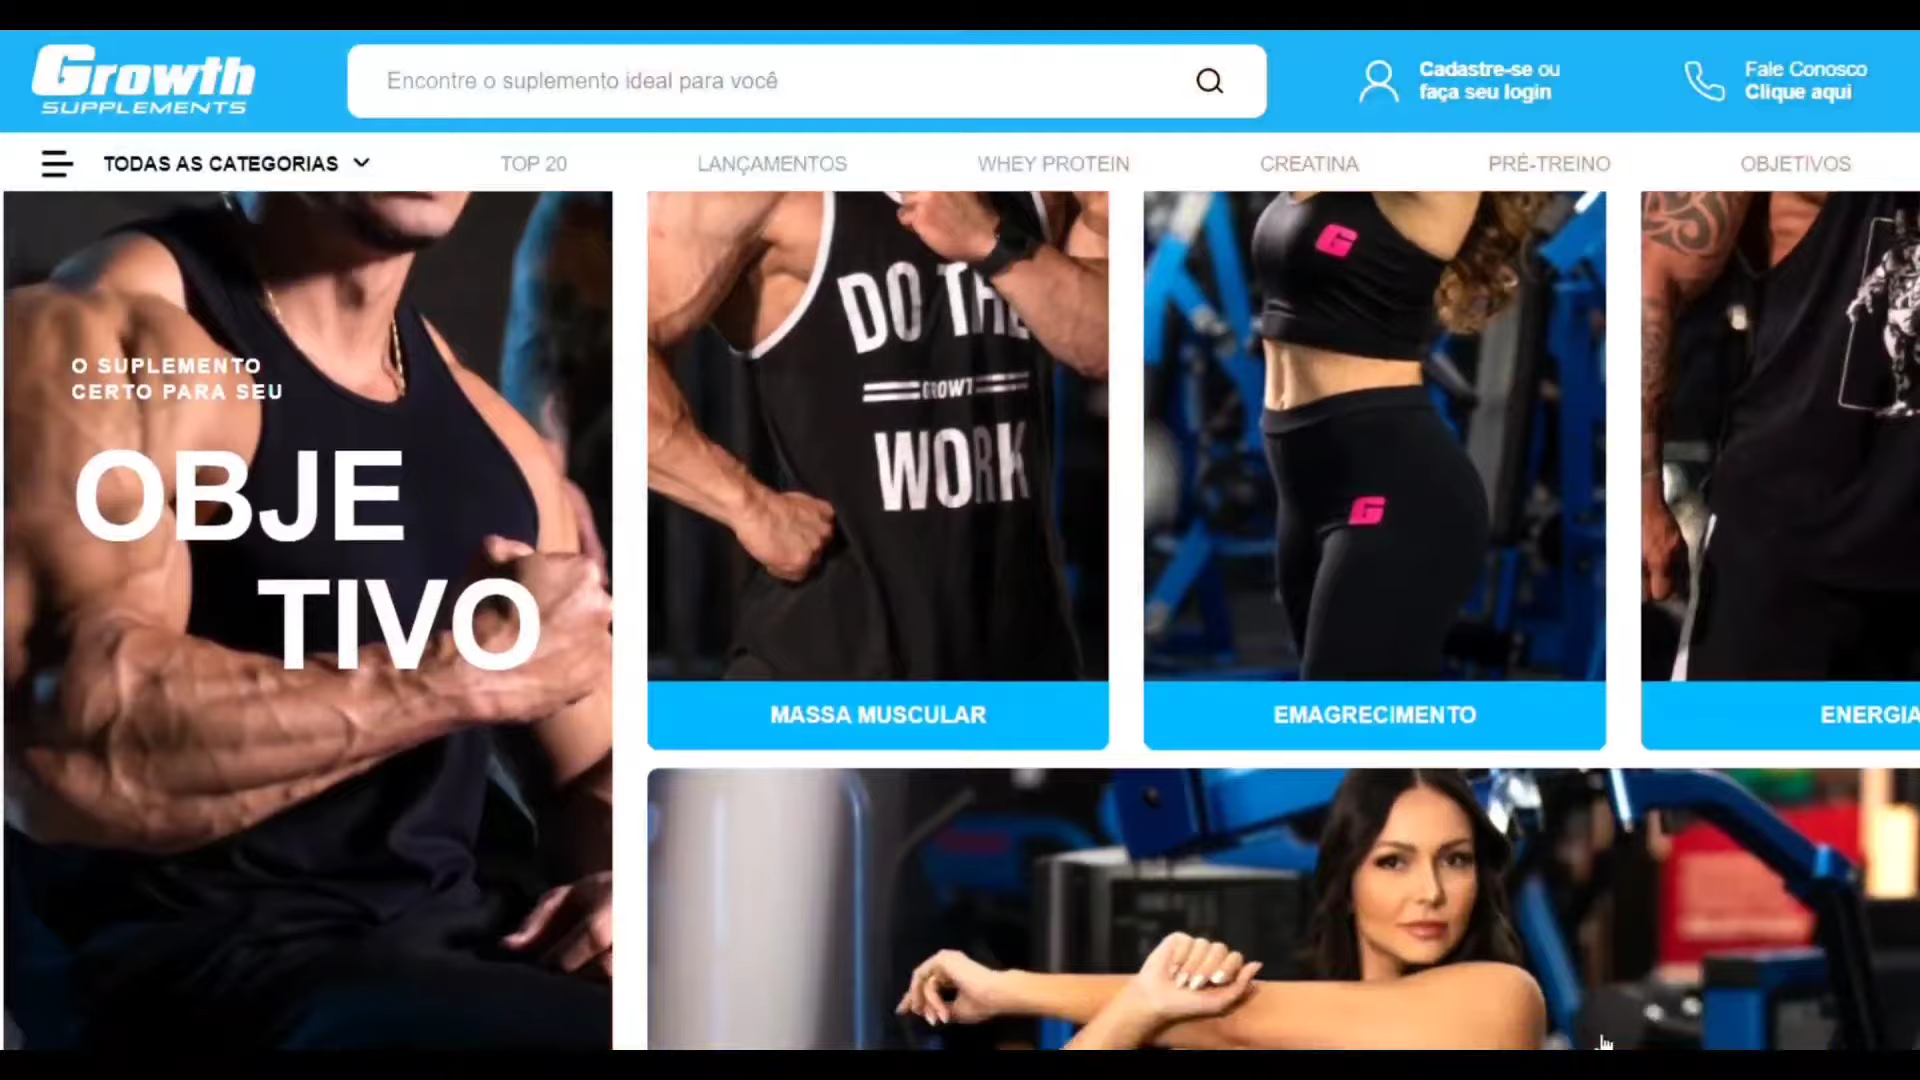 Growth
SUPPLEMENTS
Encontre o suplemento ideal para você
Cadastre-se ou
faça seu login
Fale Conosco
Clique aqui
TODAS AS CATEGORIAS
TOP 20
LANÇAMENTOS
WHEY PROTEIN
CREATINA
PRÉ-TREINO
OBJETIVOS
O SUPLEMENTO
CERTO PARA SEU
OBJE
TIVO
DO THE
GROWT
WORK
G
G
MASSA MUSCULAR
EMAGRECIMENTO
ENERGIA